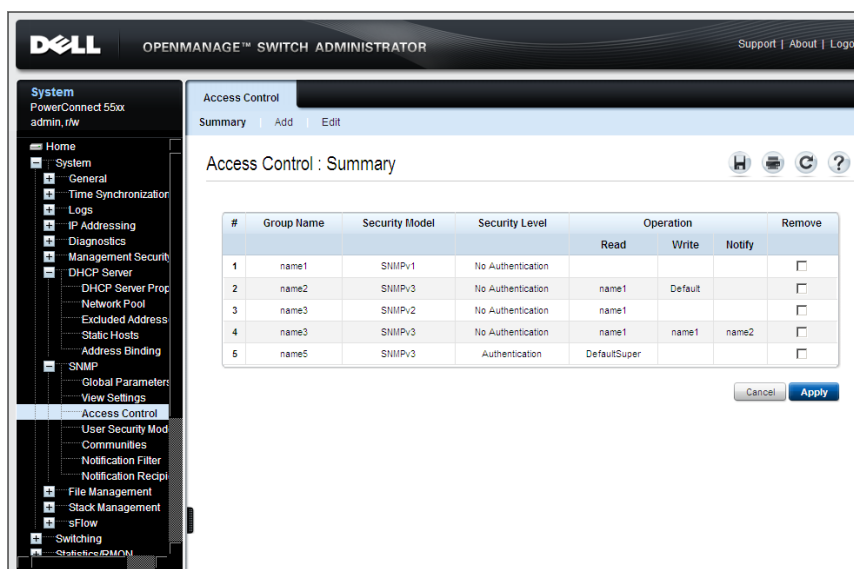 DELL OPENMANAGE™ SWITCH ADMINISTRATOR Support | About |
System
PowerConnect 55xx
admin, r/w
Home
System
General
Time Synchronization
Logs
IP Addressing
Diagnostics
Management Security
DHCP Server
DHCP Server Prop
Network Pool
Excluded Address
Static Hosts
Address Binding
SNMP
Global Parameters
View Settings
Access Control
User Security Mod
Communities
Notification Filter
Notification Recipi
File Management
Stack Management
sFlow
Switching
Statistics/RMON
Access Control
Summary Add Edit
Access Control : Summary
# Group Name Security Model Security Level Operation Remove
Read Write Notify
1 name1 SNMPv1 No Authentication
2 name2 SNMPv3 No Authentication name1 Default
3 name3 SNMPv2 No Authentication name1
4 name3 SNMPv3 No Authentication name1 name1 name2
5 name5 SNMPv3 Authentication DefaultSuper
Cancel Apply